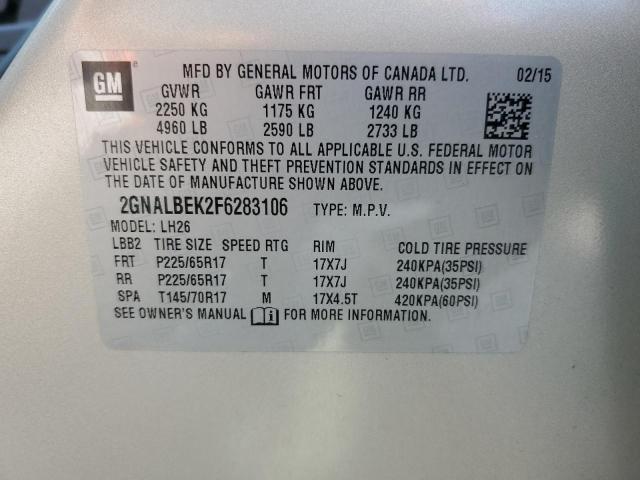 GM
MFD BY GENERAL MOTORS OF CANADA LTD. 02/15
GVWR GAWR FRT GAWR RR
2250 KG 1175 KG 1240 KG
4960 LB 2590 LB 2733 LB
THIS VEHICLE CONFORMS TO ALL APPLICABLE U.S. FEDERAL MOTOR
VEHICLE SAFETY AND THEFT PREVENTION STANDARDS IN EFFECT ON
THE DATE OF MANUFACTURE SHOWN ABOVE.
2GNALBEK2F6283106 TYPE: M.P.V.
MODEL: LH26
LBB2 TIRE SIZE SPEED RTG RIM COLD TIRE PRESSURE
FRT P225/65R17 T 17X7J 240KPA(35PSI)
RR P225/65R17 T 17X7J 240KPA(35PSI)
SPA T145/70R17 M 17X4.5T 420KPA(60PSI)
SEE OWNER'S MANUAL FOR MORE INFORMATION.